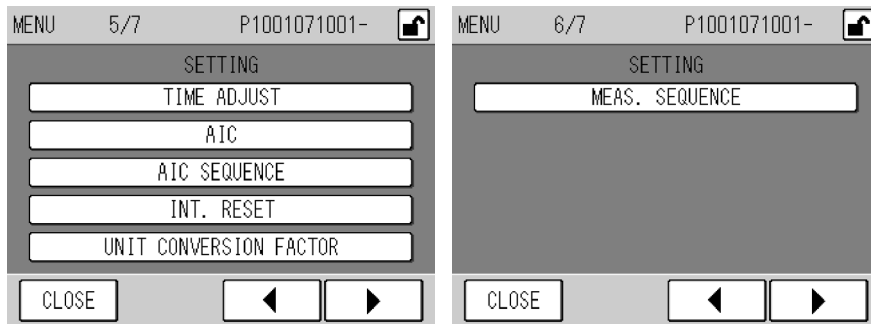 MENU 5/7 P1001071001-
SETTING
TIME ADJUST
AIC
AIC SEQUENCE
INT. RESET
UNIT CONVERSION FACTOR
CLOSE
MENU 6/7 P1001071001-
SETTING
MEAS. SEQUENCE
CLOSE